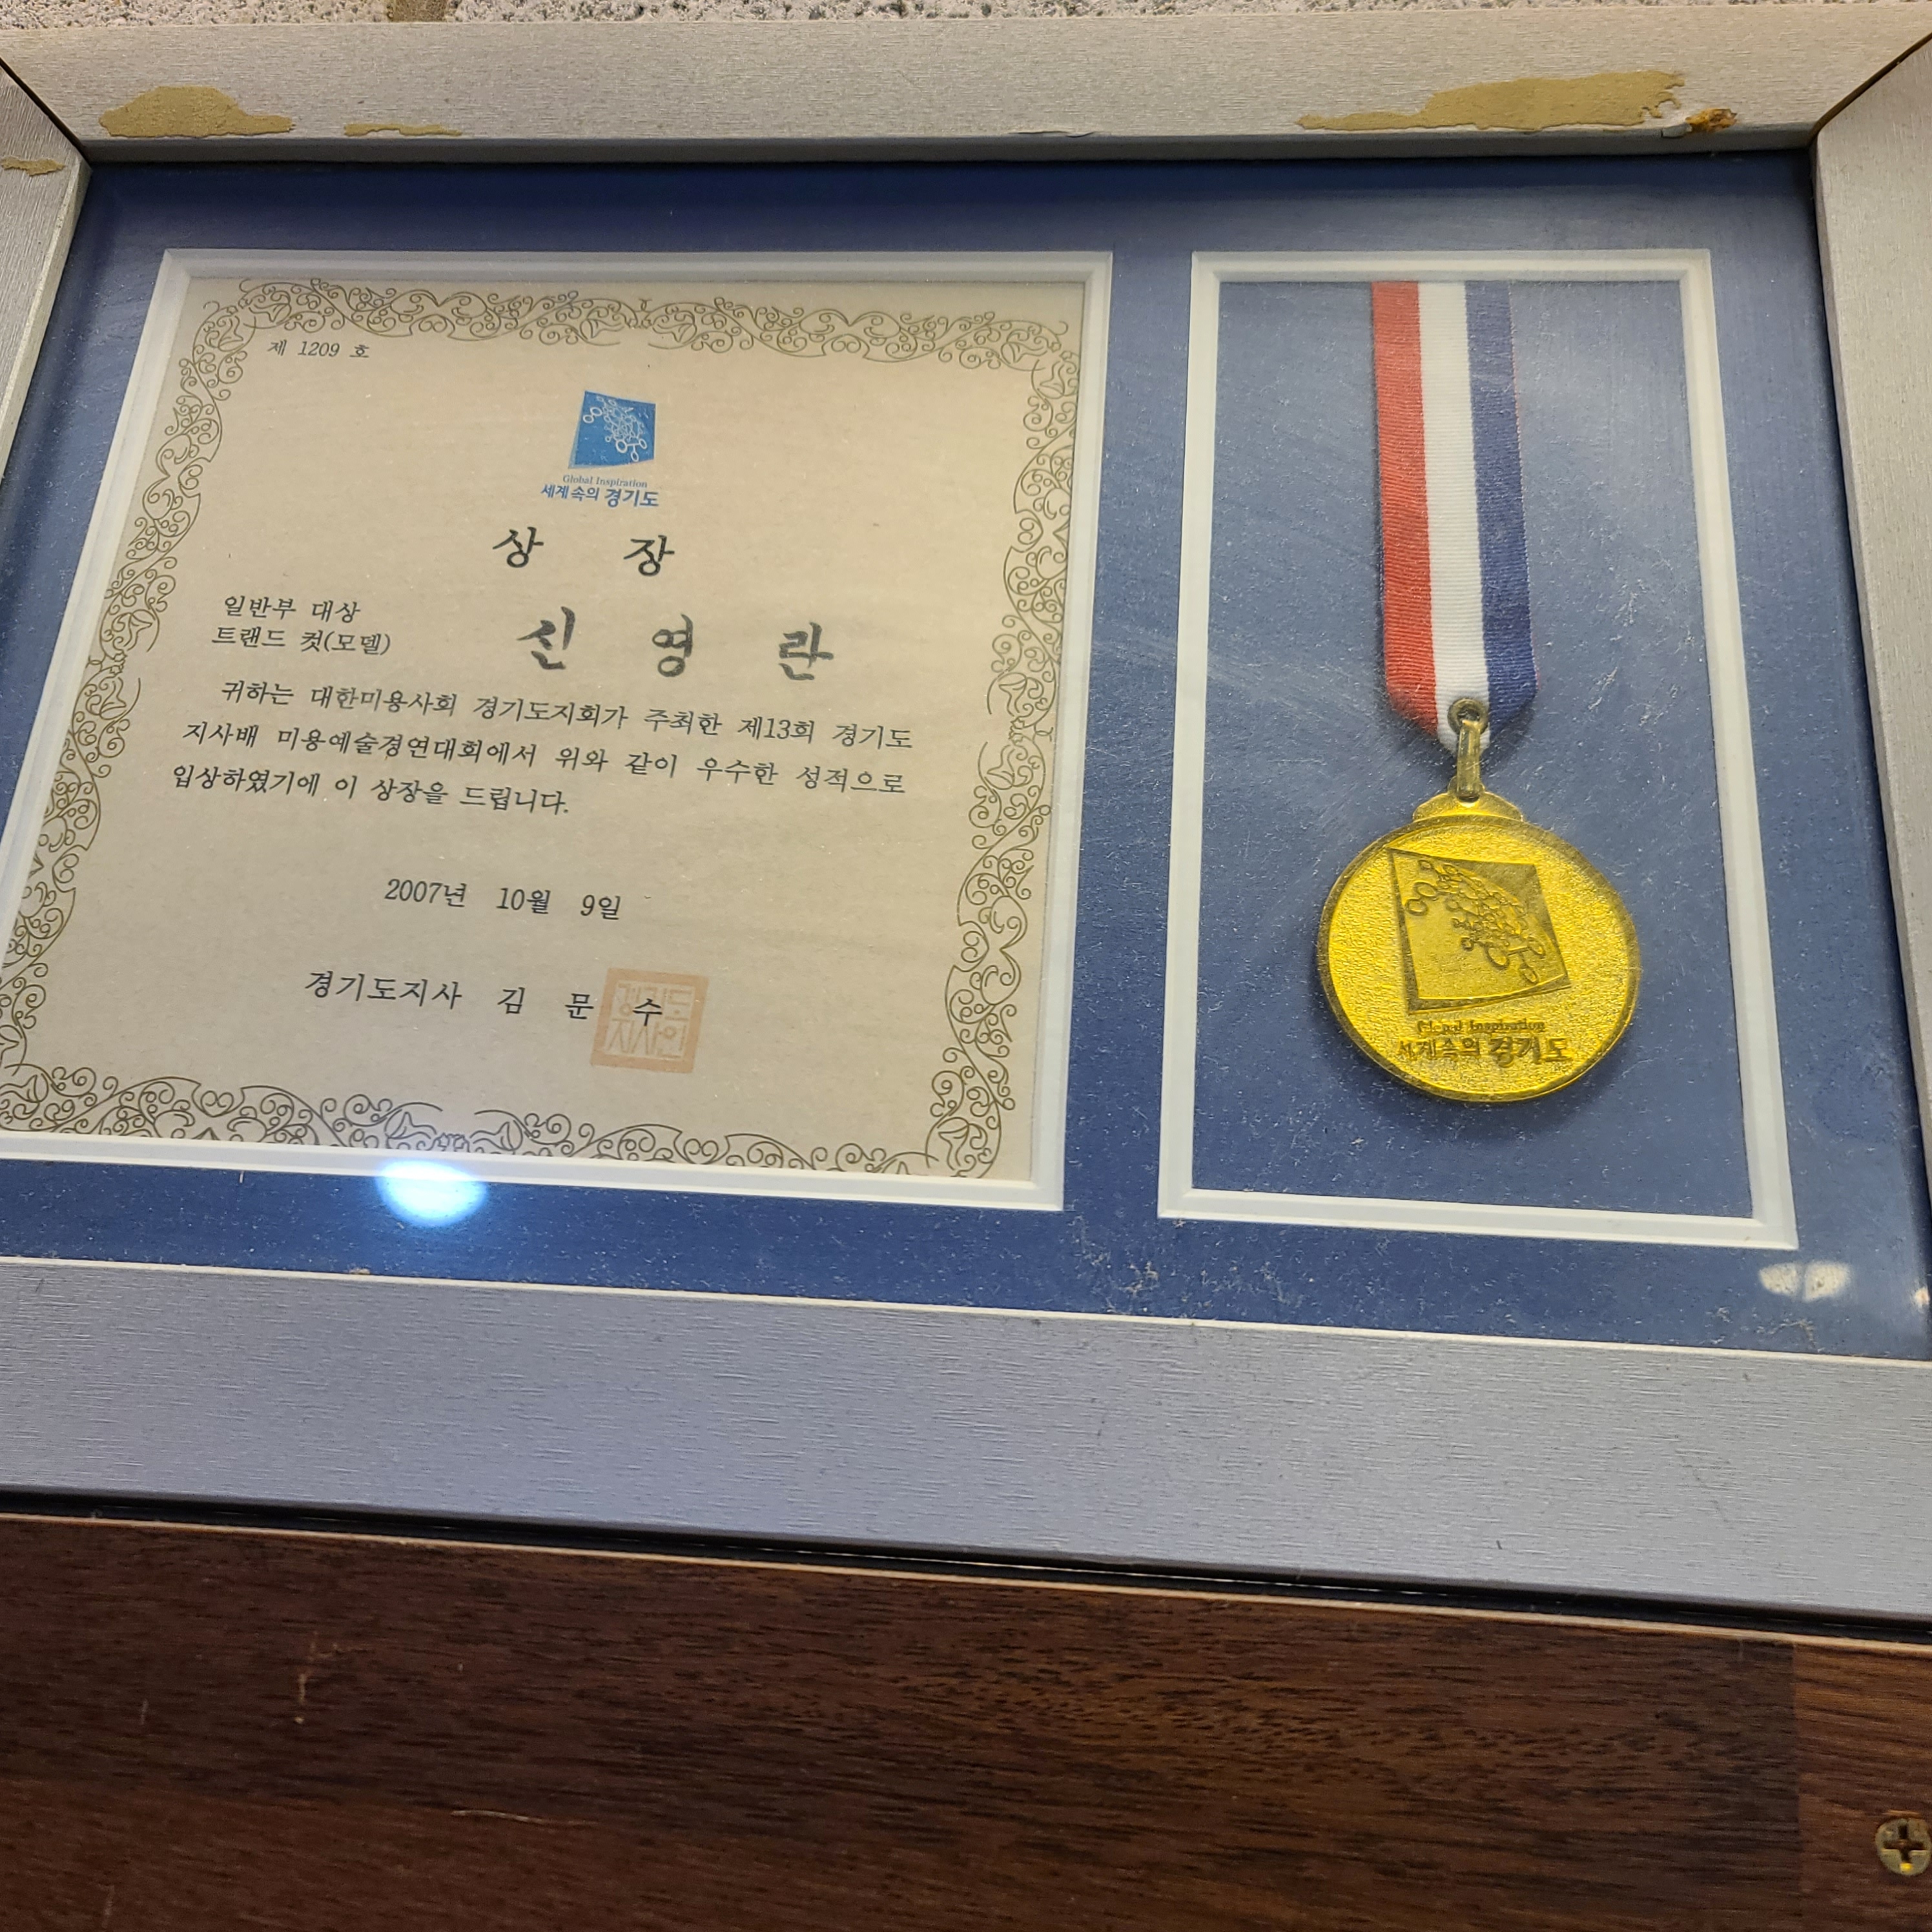 제 1209 호
Global Inspiration
세계속의 경기도
상 장
일반부 대상
트랜드 컷(모델)
신 영 란
귀하는 대한미용사회 경기도지회가 주최한 제13회 경기도
지사배 미용예술경연대회에서 위와 같이 우수한 성적으로
입상하였기에 이 상장을 드립니다.
2007년 10월 9일
경기도지사 김 문 수
경기도
지사인
Global Inspiration
세계속의 경기도